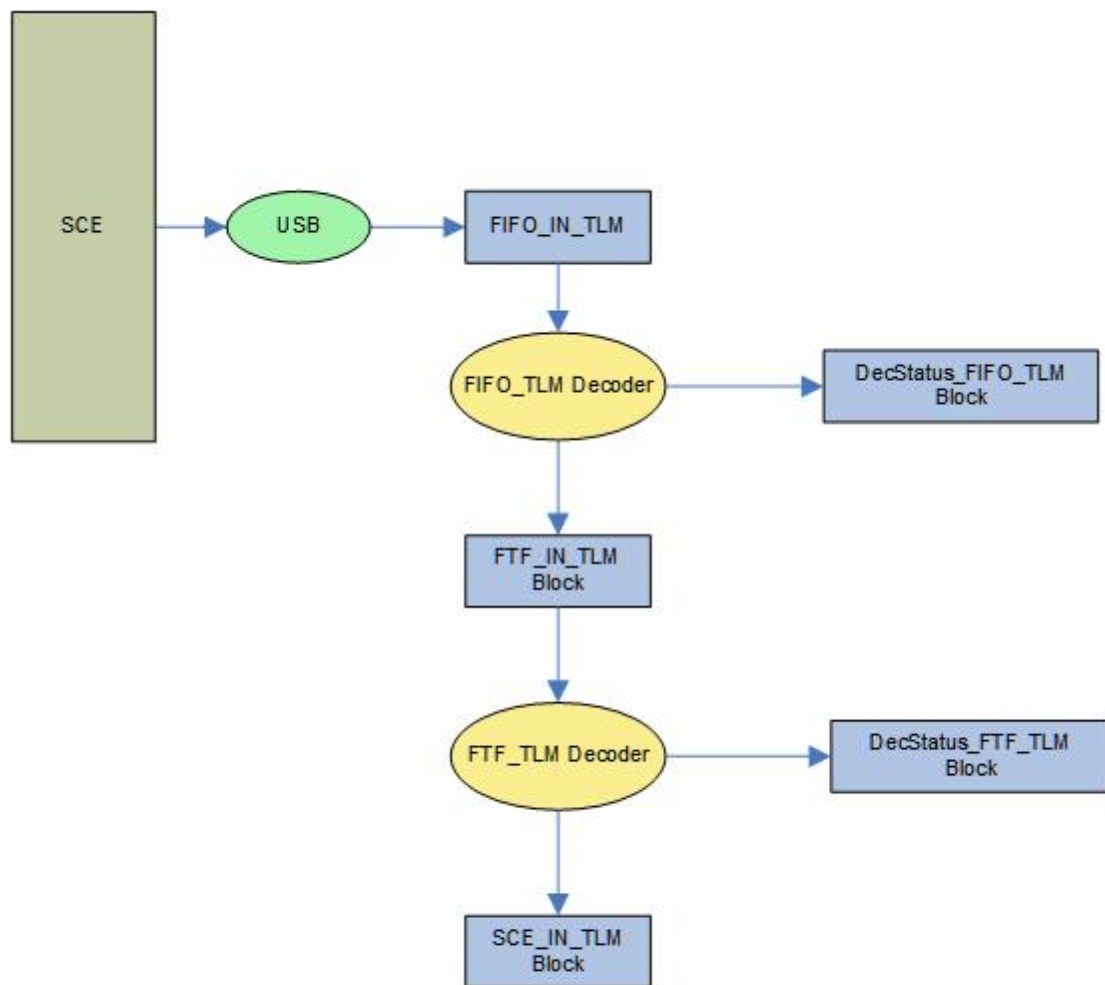 SCE
USB
FIFO_IN_TLM
FIFO_TLM Decoder
DecStatus_FIFO_TLM
Block
FTF_IN_TLM
Block
FTF_TLM Decoder
DecStatus_FTF_TLM
Block
SCE_IN_TLM
Block